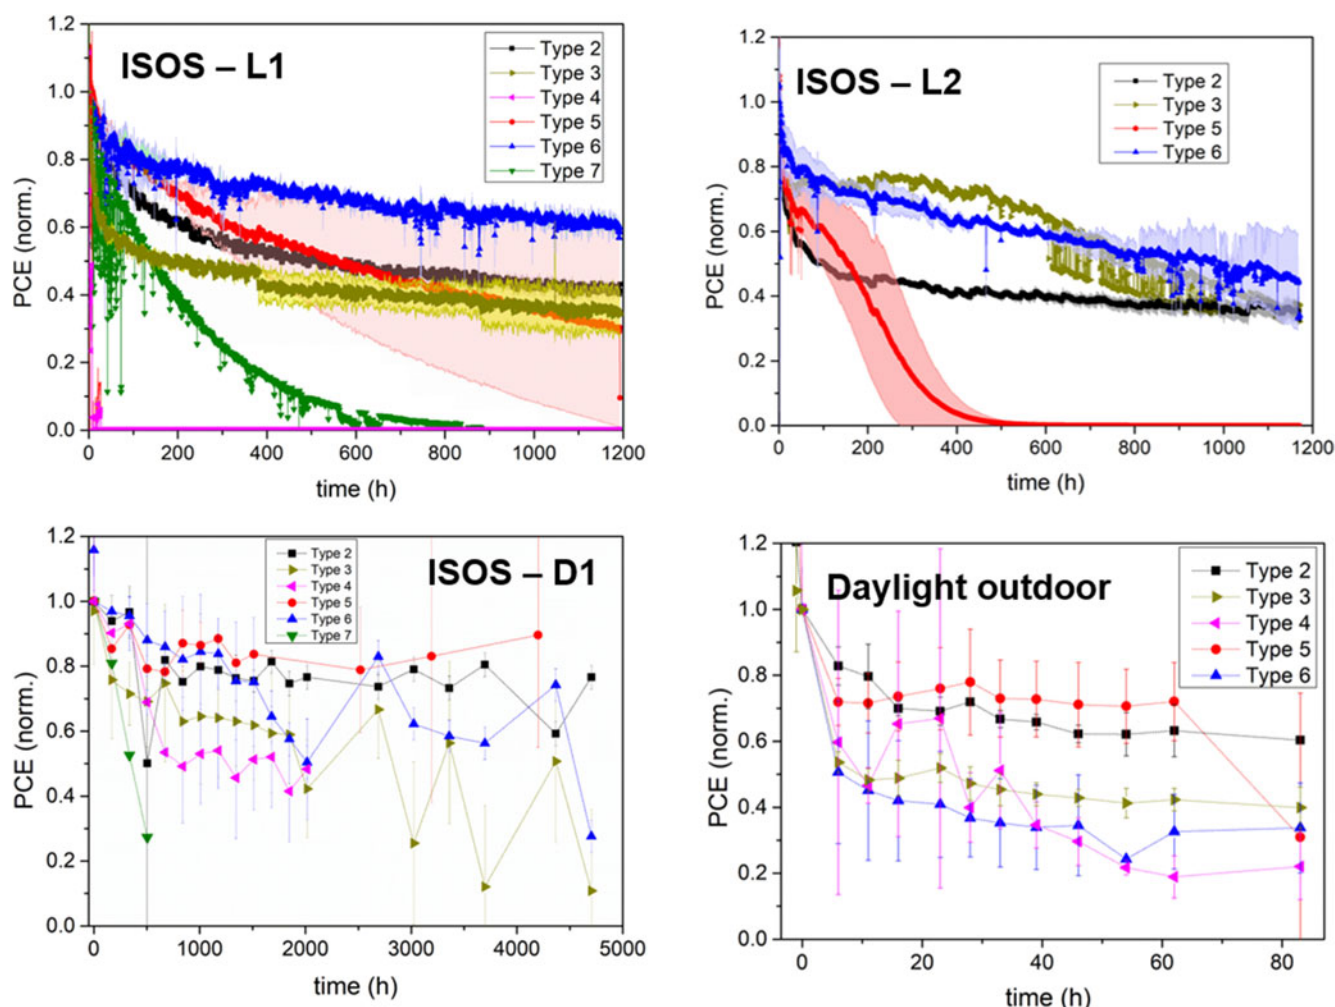 ISOS – L1
Type 2
Type 3
Type 4
Type 5
Type 6
Type 7
PCE (norm.)
1.2
1.0
0.8
0.6
0.4
0.2
0.0
0 200 400 600 800 1000 1200
time (h)
ISOS – L2
Type 2
Type 3
Type 5
Type 6
PCE (norm.)
1.2
1.0
0.8
0.6
0.4
0.2
0.0
0 200 400 600 800 1000 1200
time (h)
ISOS – D1
Type 2
Type 3
Type 4
Type 5
Type 6
Type 7
PCE (norm.)
1.2
1.0
0.8
0.6
0.4
0.2
0.0
0 1000 2000 3000 4000 5000
time (h)
Daylight outdoor
Type 2
Type 3
Type 4
Type 5
Type 6
PCE (norm.)
1.2
1.0
0.8
0.6
0.4
0.2
0.0
0 20 40 60 80
time (h)